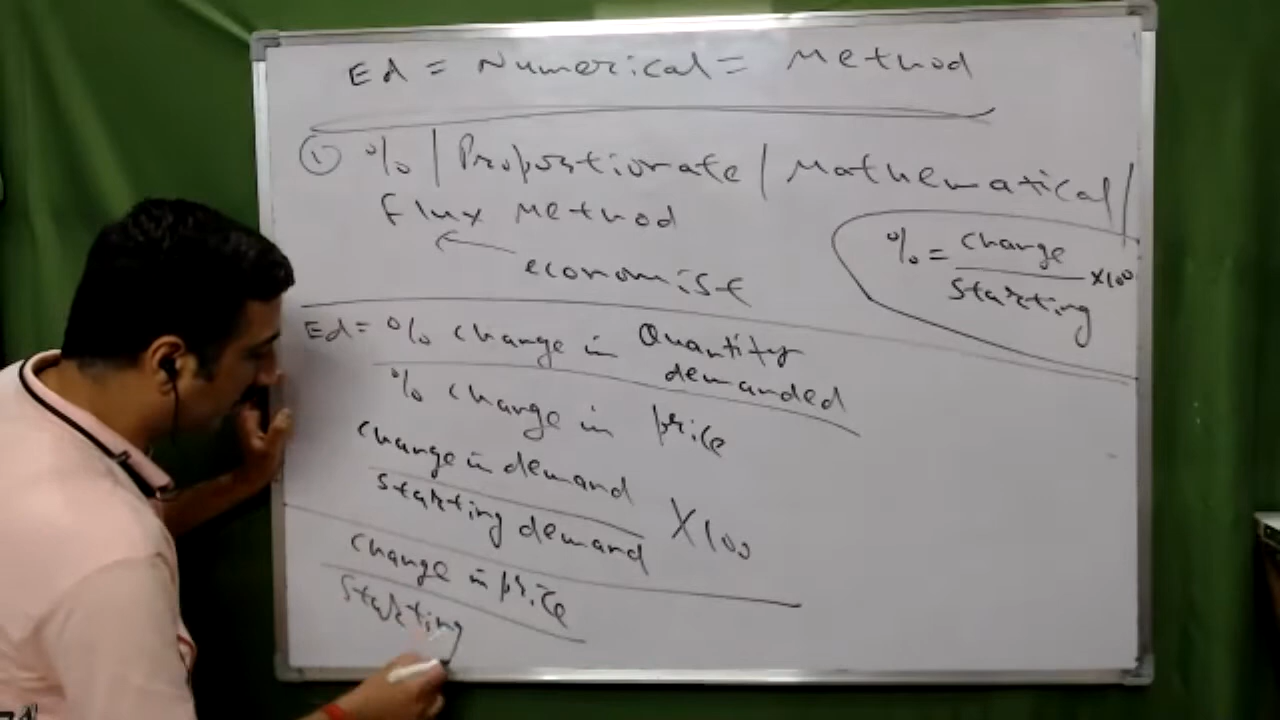 Ed = Numerical = Method
① % | Proportionate | Mathematical |
flux Method
economist
% = change
starting ×100
Ed = % change in Quantity
demanded
% change in price
change in demand
starting demand ×100
change in price
starting